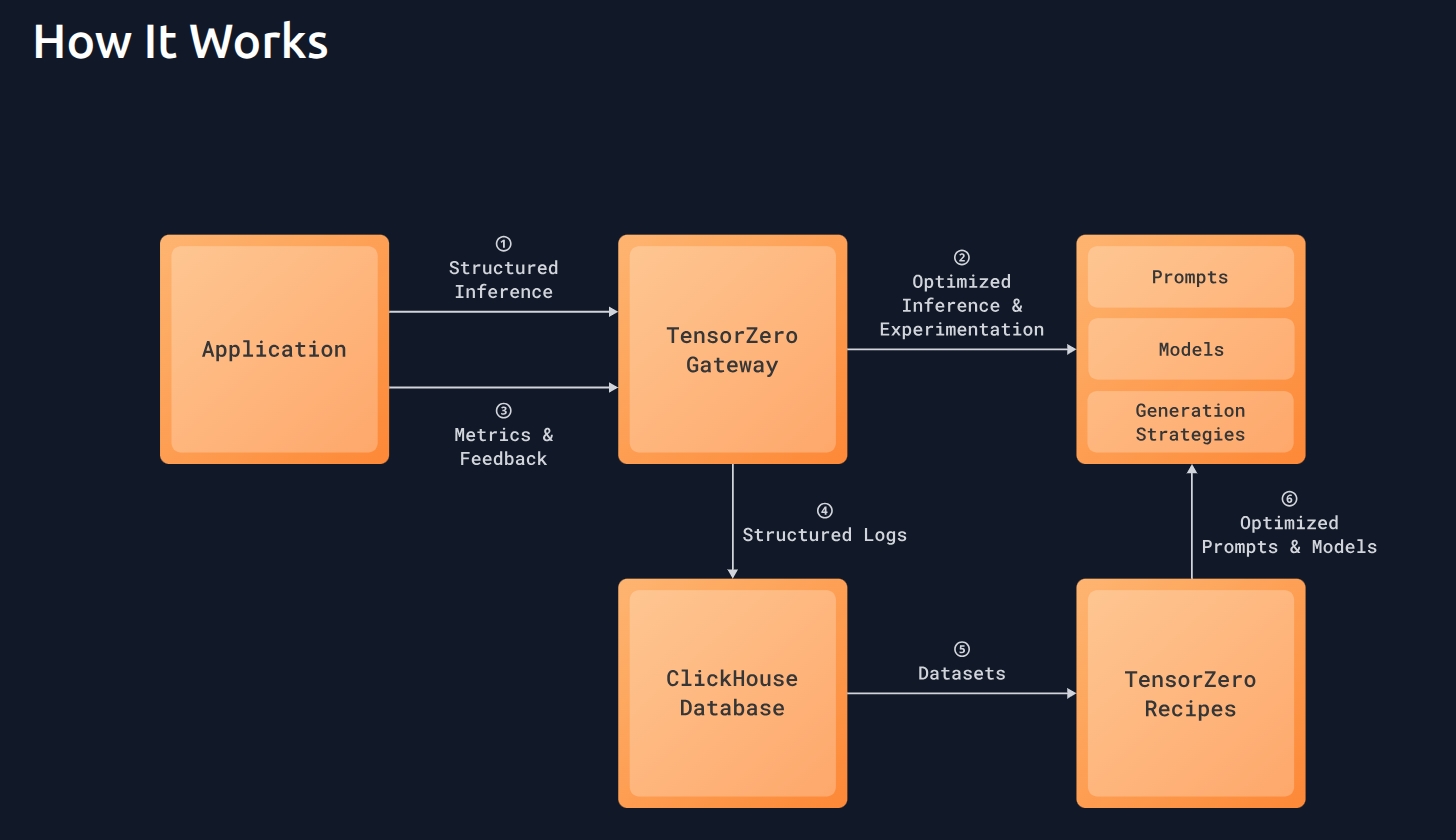 How It Works
Application
①
Structured
Inference
③
Metrics &
Feedback
TensorZero
Gateway
②
Optimized
Inference &
Experimentation
Prompts
Models
Generation
Strategies
④
Structured Logs
⑥
Optimized
Prompts & Models
ClickHouse
Database
⑤
Datasets
TensorZero
Recipes